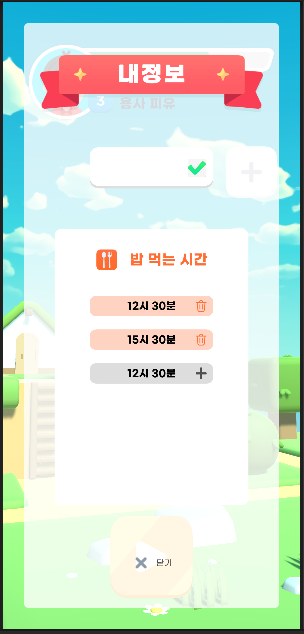 내정보
3
용사 피유
밥 먹는 시간
12시 30분
15시 30분
12시 30분
닫기